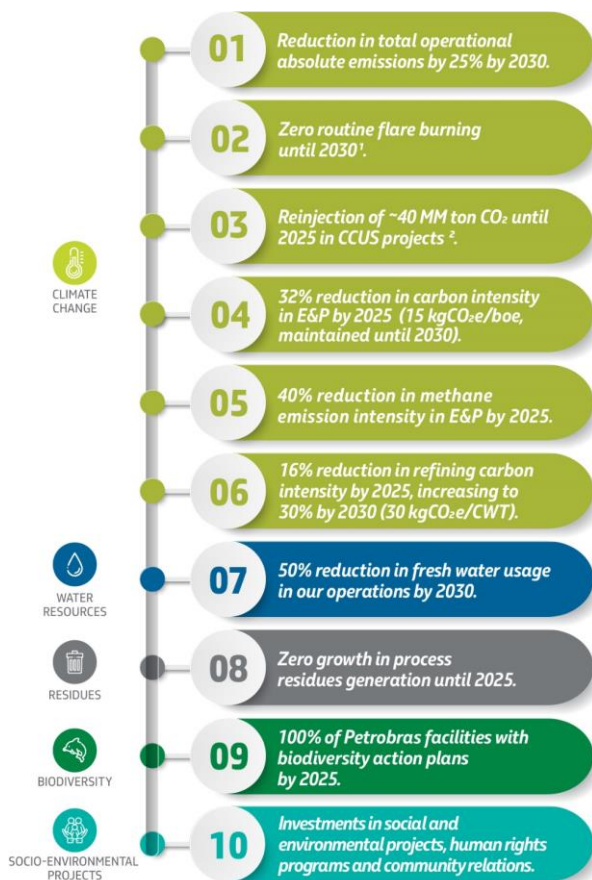 01
Reduction in total operational
absolute emissions by 25% by 2030.
02
Zero routine flare burning
until 2030¹.
03
Reinjection of ~40 MM ton CO₂ until
2025 in CCUS projects ².
CLIMATE
CHANGE
04
32% reduction in carbon intensity
in E&P by 2025 (15 kgCO₂e/boe,
maintained until 2030).
05
40% reduction in methane
emission intensity in E&P by 2025.
06
16% reduction in refining carbon
intensity by 2025, increasing to
30% by 2030 (30 kgCO₂e/CWT).
WATER
RESOURCES
07
50% reduction in fresh water usage
in our operations by 2030.
RESIDUES
08
Zero growth in process
residues generation until 2025.
BIODIVERSITY
09
100% of Petrobras facilities with
biodiversity action plans
by 2025.
SOCIO-ENVIRONMENTAL
PROJECTS
10
Investments in social and
environmental projects, human rights
programs and community relations.